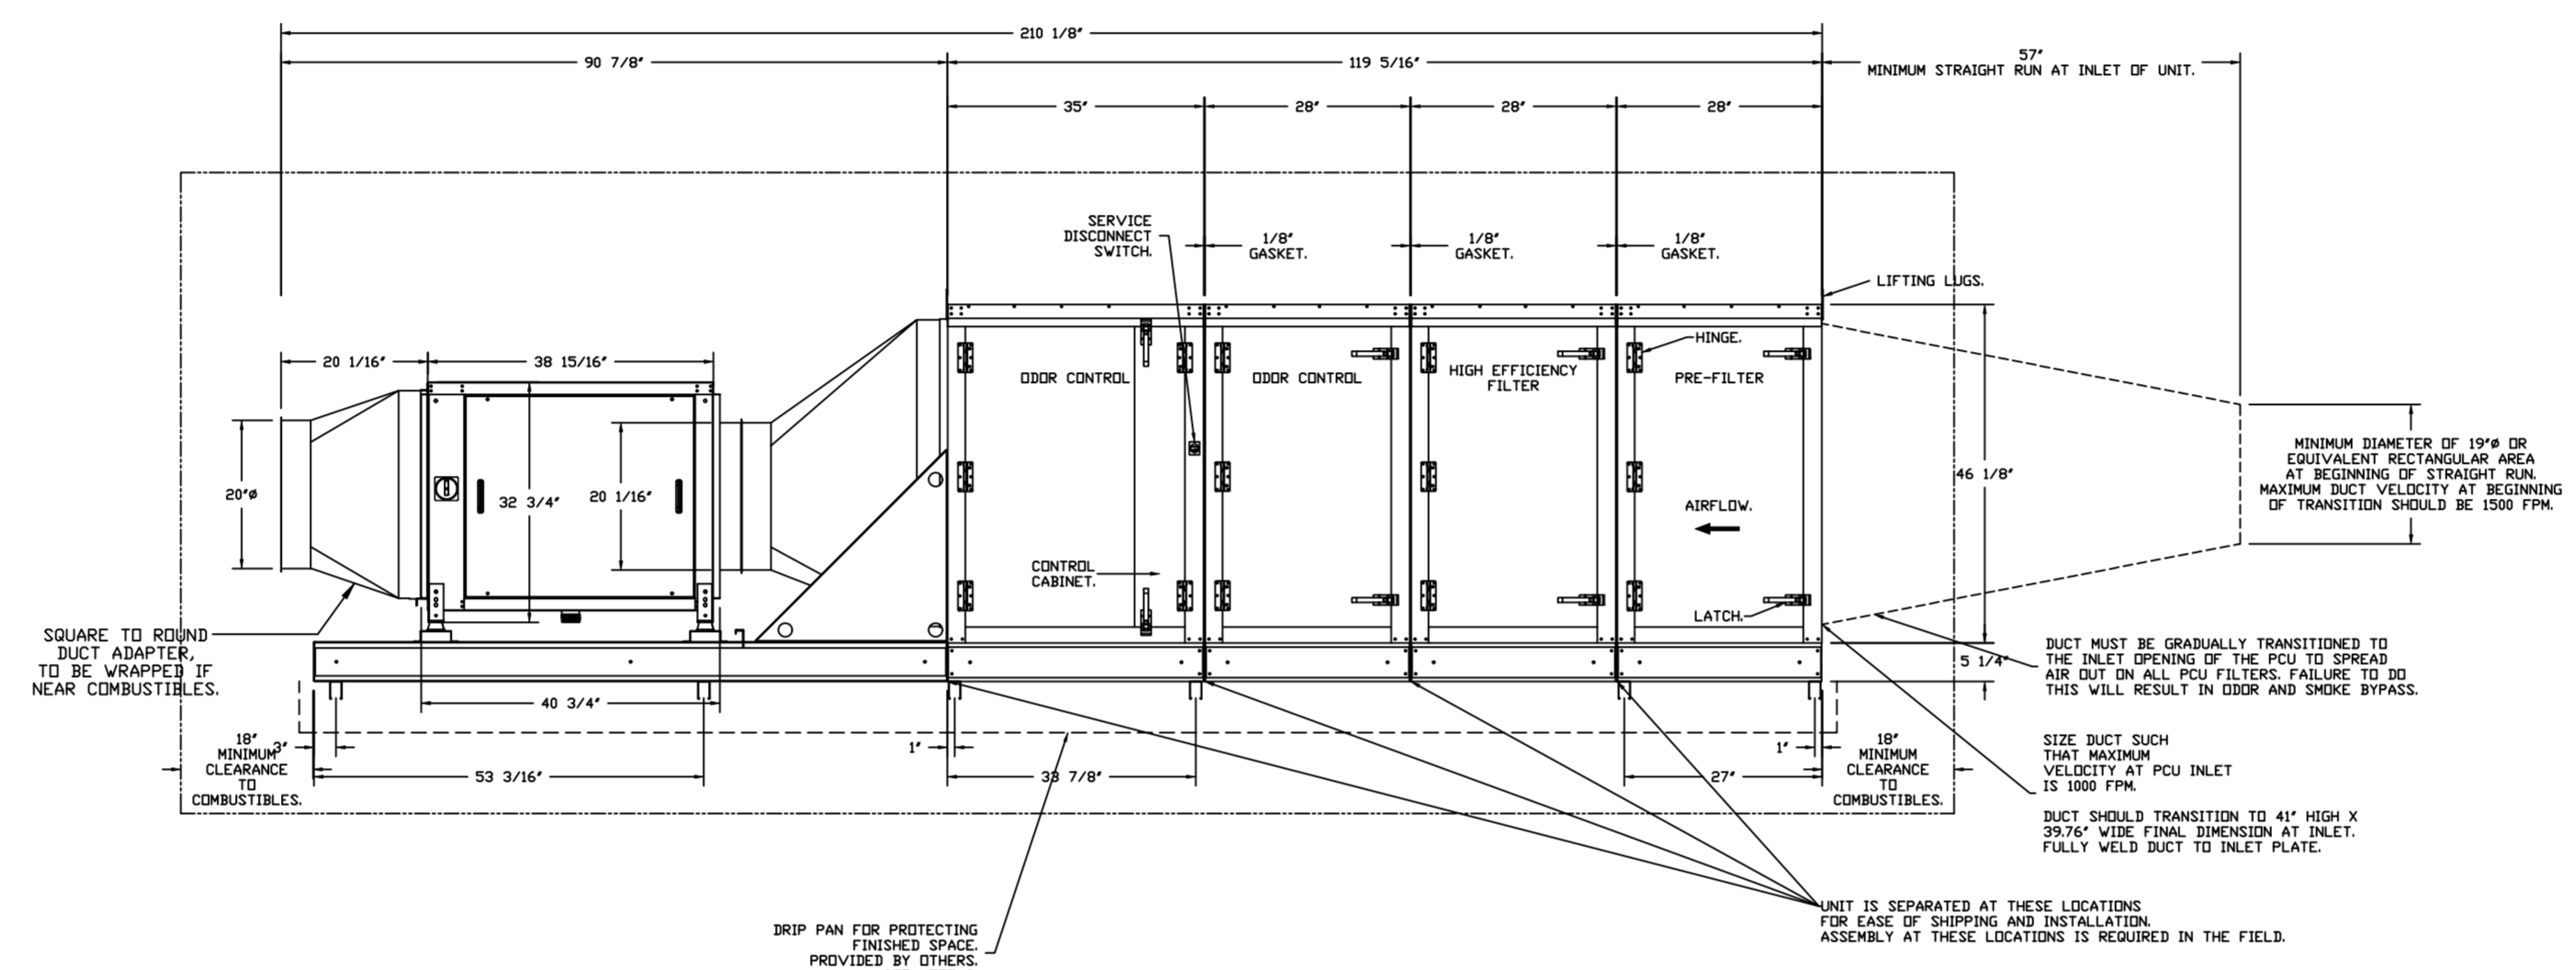 210 1/8"
90 7/8"
119 5/16"
57"
MINIMUM STRAIGHT RUN AT INLET OF UNIT.
35"
28"
28"
28"
SERVICE
DISCONNECT
SWITCH.
1/8"
GASKET.
1/8"
GASKET.
1/8"
GASKET.
LIFTING LUGS.
20 1/16"
38 15/16"
HINGE.
ODOR CONTROL
ODOR CONTROL
HIGH EFFICIENCY
FILTER
PRE-FILTER
20"ø
32 3/4"
20 1/16"
AIRFLOW.
46 1/8"
MINIMUM DIAMETER OF 19"ø OR
EQUIVALENT RECTANGULAR AREA
AT BEGINNING OF STRAIGHT RUN.
MAXIMUM DUCT VELOCITY AT BEGINNING
OF TRANSITION SHOULD BE 1500 FPM.
CONTROL
CABINET.
LATCH.
SQUARE TO ROUND
DUCT ADAPTER,
TO BE WRAPPED IF
NEAR COMBUSTIBLES.
5 1/4"
DUCT MUST BE GRADUALLY TRANSITIONED TO
THE INLET OPENING OF THE PCU TO SPREAD
AIR OUT ON ALL PCU FILTERS. FAILURE TO DO
THIS WILL RESULT IN ODOR AND SMOKE BYPASS.
40 3/4"
18"
MINIMUM
CLEARANCE
TO
COMBUSTIBLES.
3"
53 3/16"
1"
33 7/8"
1"
27"
18"
MINIMUM
CLEARANCE
TO
COMBUSTIBLES.
SIZE DUCT SUCH
THAT MAXIMUM
VELOCITY AT PCU INLET
IS 1000 FPM.
DUCT SHOULD TRANSITION TO 41" HIGH X
39.76" WIDE FINAL DIMENSION AT INLET.
FULLY WELD DUCT TO INLET PLATE.
UNIT IS SEPARATED AT THESE LOCATIONS
FOR EASE OF SHIPPING AND INSTALLATION.
ASSEMBLY AT THESE LOCATIONS IS REQUIRED IN THE FIELD.
DRIP PAN FOR PROTECTING
FINISHED SPACE.
PROVIDED BY OTHERS.